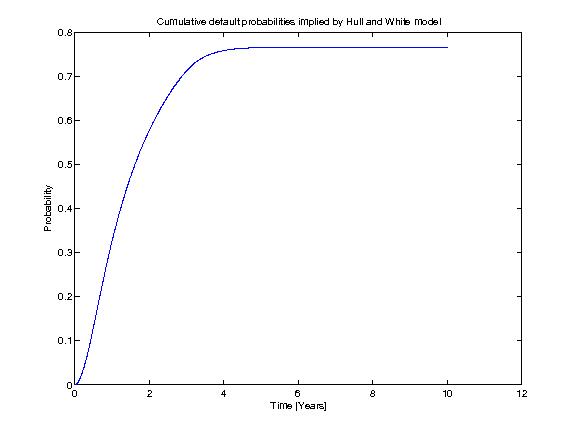 Cumulative default probabilities implied by Hull and White model
0.8
0.7
0.6
0.5
0.4
0.3
0.2
0.1
0
Probability
0 2 4 6 8 10 12
Time [Years]